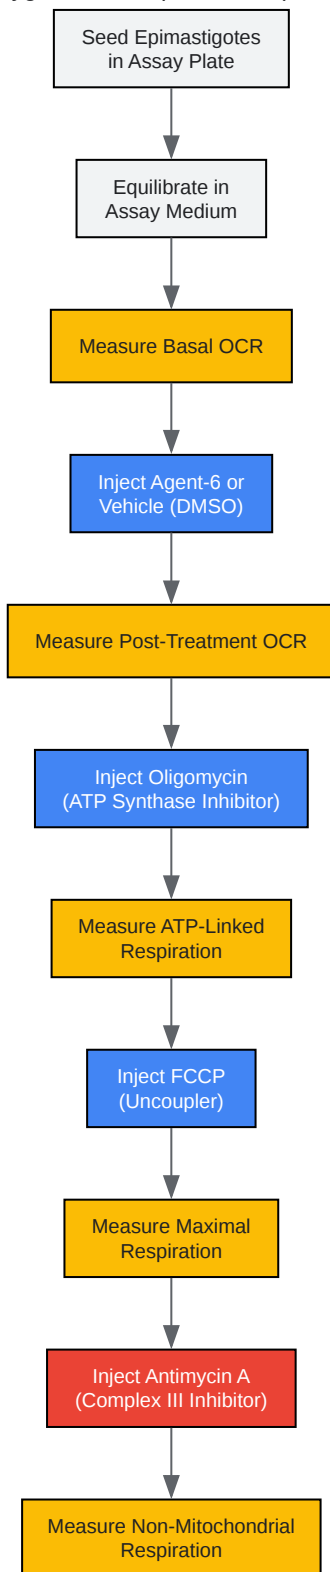 Seed Epimastigotes
in Assay Plate
Equilibrate in
Assay Medium
Measure Basal OCR
Inject Agent-6 or
Vehicle (DMSO)
Measure Post-Treatment OCR
Inject Oligomycin
(ATP Synthase Inhibitor)
Measure ATP-Linked
Respiration
Inject FCCP
(Uncoupler)
Measure Maximal
Respiration
Inject Antimycin A
(Complex III Inhibitor)
Measure Non-Mitochondrial
Respiration